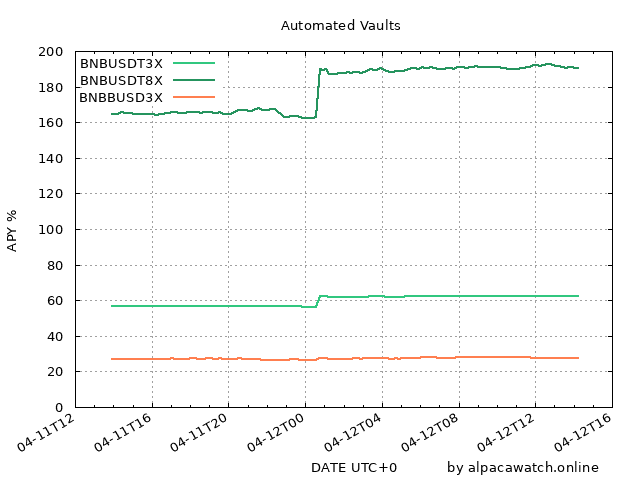 Automated Vaults
BNBUSDT3X
BNBUSDT8X
BNBBUSD3X
200
180
160
140
120
100
80
60
40
20
0
APY %
04-11T12
04-11T16
04-11T20
04-12T00
04-12T04
04-12T08
04-12T12
04-12T16
DATE UTC+0
by alpacawatch.online